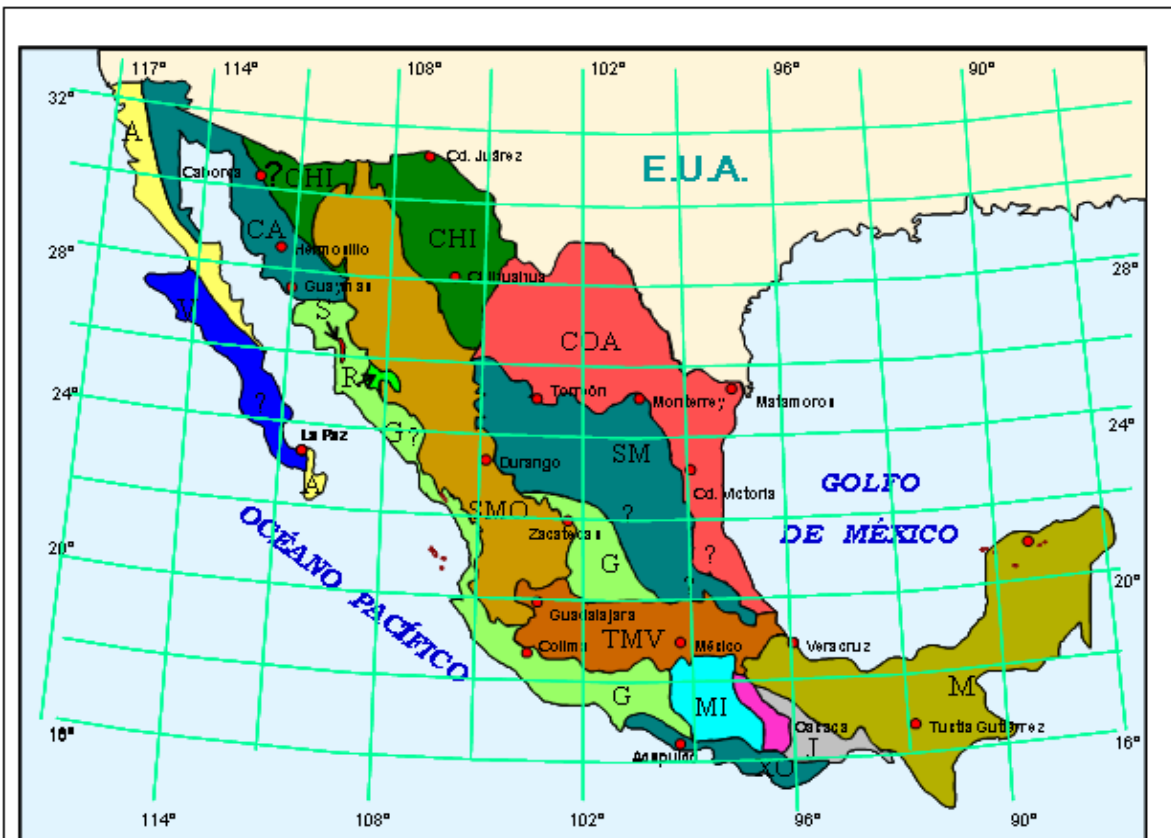 117° 114° 108° 102° 96° 90°
32°
A
Cd. Juárez
E.U.A.
Caborca
? CHI
CA
CHI
Hermosillo
28°
28°
Chihuahua
Guaymas
V
S
CDA
R
Torreón
Monterrey
Matamoros
24°
?
G?
24°
La Paz
SM
Durango
Cd. Victoria
GOLFO
A
SMO
?
DE MÉXICO
Zacatecas
OCÉANO PACÍFICO
20°
G
?
?
20°
Guadalajara
Colima
TMV
México
Veracruz
G
MI
M
Oaxaca
Tuxtla Gutiérrez
J
16°
Acapulco
XO
114° 108° 102° 96° 90°